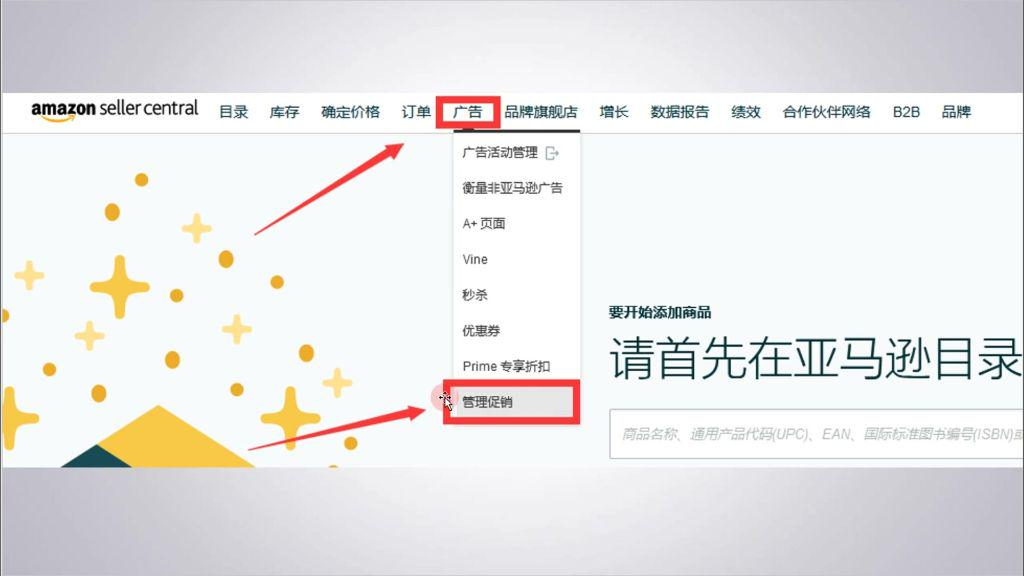 amazon seller central 目录 库存 确定价格 订单 广告 品牌旗舰店 增长 数据报告 绩效 合作伙伴网络 B2B 品牌
广告活动管理
衡量非亚马逊广告
A+ 页面
Vine
秒杀
优惠券
Prime 专享折扣
管理促销
要开始添加商品
请首先在亚马逊目录
商品名称、通用产品代码(UPC)、EAN、国际标准图书编号(ISBN)或